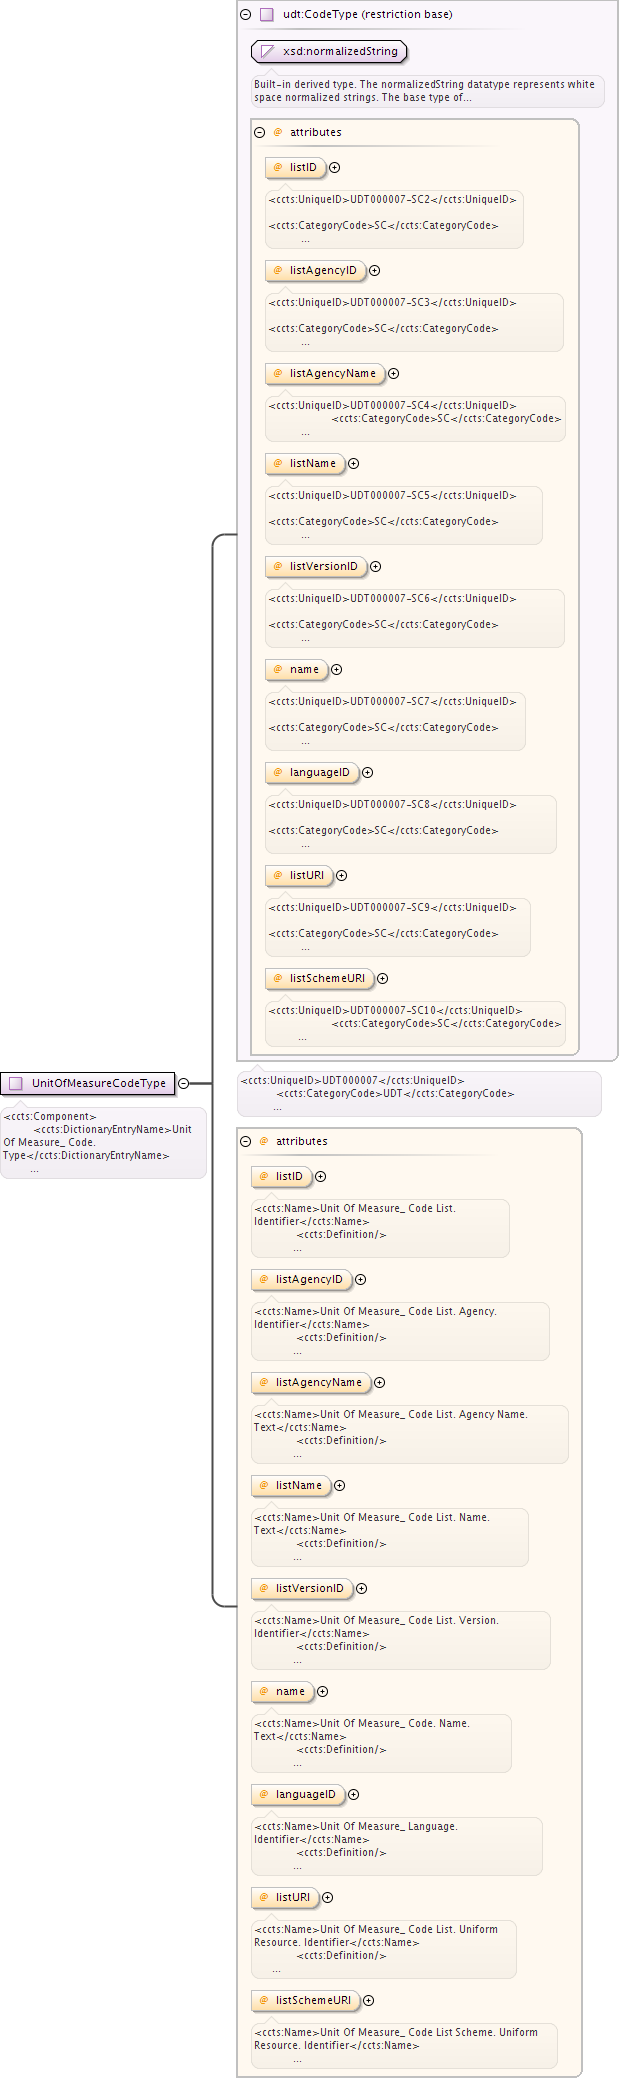 udt:CodeType (restriction base)
xsd:normalizedString
Built-in derived type. The normalizedString datatype represents white
space normalized strings. The base type of...
@ attributes
@ listID
<ccts:UniqueID>UDT000007-SC2</ccts:UniqueID>
<ccts:CategoryCode>SC</ccts:CategoryCode>
...
@ listAgencyID
<ccts:UniqueID>UDT000007-SC3</ccts:UniqueID>
<ccts:CategoryCode>SC</ccts:CategoryCode>
...
@ listAgencyName
<ccts:UniqueID>UDT000007-SC4</ccts:UniqueID>
<ccts:CategoryCode>SC</ccts:CategoryCode>
...
@ listName
<ccts:UniqueID>UDT000007-SC5</ccts:UniqueID>
<ccts:CategoryCode>SC</ccts:CategoryCode>
...
@ listVersionID
<ccts:UniqueID>UDT000007-SC6</ccts:UniqueID>
<ccts:CategoryCode>SC</ccts:CategoryCode>
...
@ name
<ccts:UniqueID>UDT000007-SC7</ccts:UniqueID>
<ccts:CategoryCode>SC</ccts:CategoryCode>
...
@ languageID
<ccts:UniqueID>UDT000007-SC8</ccts:UniqueID>
<ccts:CategoryCode>SC</ccts:CategoryCode>
...
@ listURI
<ccts:UniqueID>UDT000007-SC9</ccts:UniqueID>
<ccts:CategoryCode>SC</ccts:CategoryCode>
...
@ listSchemeURI
<ccts:UniqueID>UDT000007-SC10</ccts:UniqueID>
<ccts:CategoryCode>SC</ccts:CategoryCode>
...
UnitOfMeasureCodeType
<ccts:Component>
<ccts:DictionaryEntryName>Unit
Of Measure_ Code.
Type</ccts:DictionaryEntryName>
...
<ccts:UniqueID>UDT000007</ccts:UniqueID>
<ccts:CategoryCode>UDT</ccts:CategoryCode>
...
@ attributes
@ listID
<ccts:Name>Unit Of Measure_ Code List.
Identifier</ccts:Name>
<ccts:Definition/>
...
@ listAgencyID
<ccts:Name>Unit Of Measure_ Code List. Agency.
Identifier</ccts:Name>
<ccts:Definition/>
...
@ listAgencyName
<ccts:Name>Unit Of Measure_ Code List. Agency Name.
Text</ccts:Name>
<ccts:Definition/>
...
@ listName
<ccts:Name>Unit Of Measure_ Code List. Name.
Text</ccts:Name>
<ccts:Definition/>
...
@ listVersionID
<ccts:Name>Unit Of Measure_ Code List. Version.
Identifier</ccts:Name>
<ccts:Definition/>
...
@ name
<ccts:Name>Unit Of Measure_ Code. Name.
Text</ccts:Name>
<ccts:Definition/>
...
@ languageID
<ccts:Name>Unit Of Measure_ Language.
Identifier</ccts:Name>
<ccts:Definition/>
...
@ listURI
<ccts:Name>Unit Of Measure_ Code List. Uniform
Resource. Identifier</ccts:Name>
<ccts:Definition/>
...
@ listSchemeURI
<ccts:Name>Unit Of Measure_ Code List Scheme. Uniform
Resource. Identifier</ccts:Name>
...